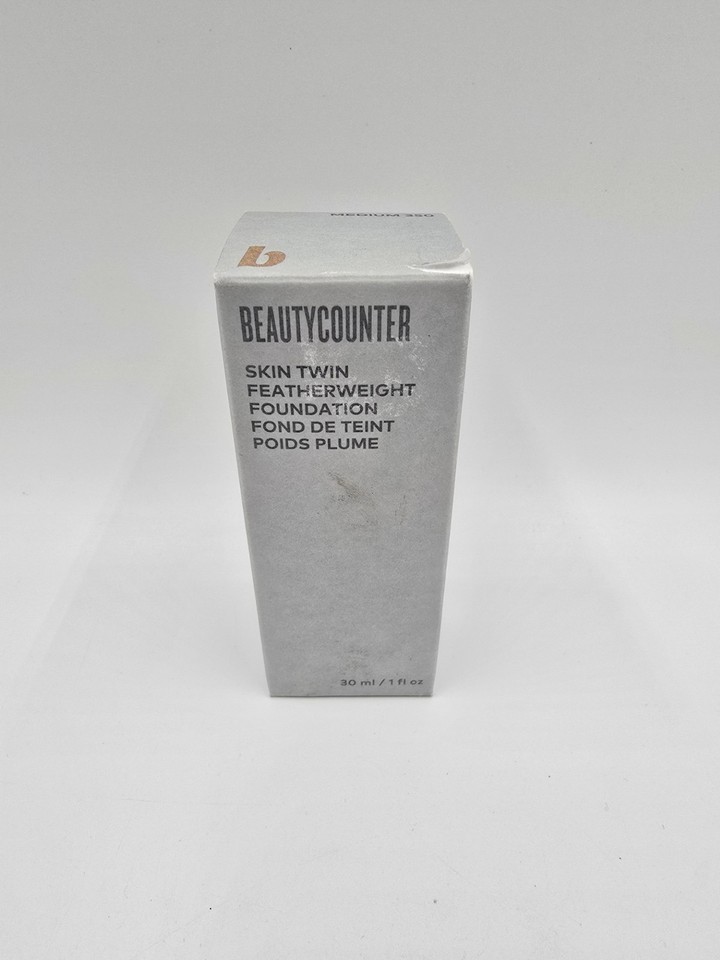 MEDIUM 350
b
BEAUTYCOUNTER
SKIN TWIN
FEATHERWEIGHT
FOUNDATION
FOND DE TEINT
POIDS PLUME
30 ml / 1 fl oz